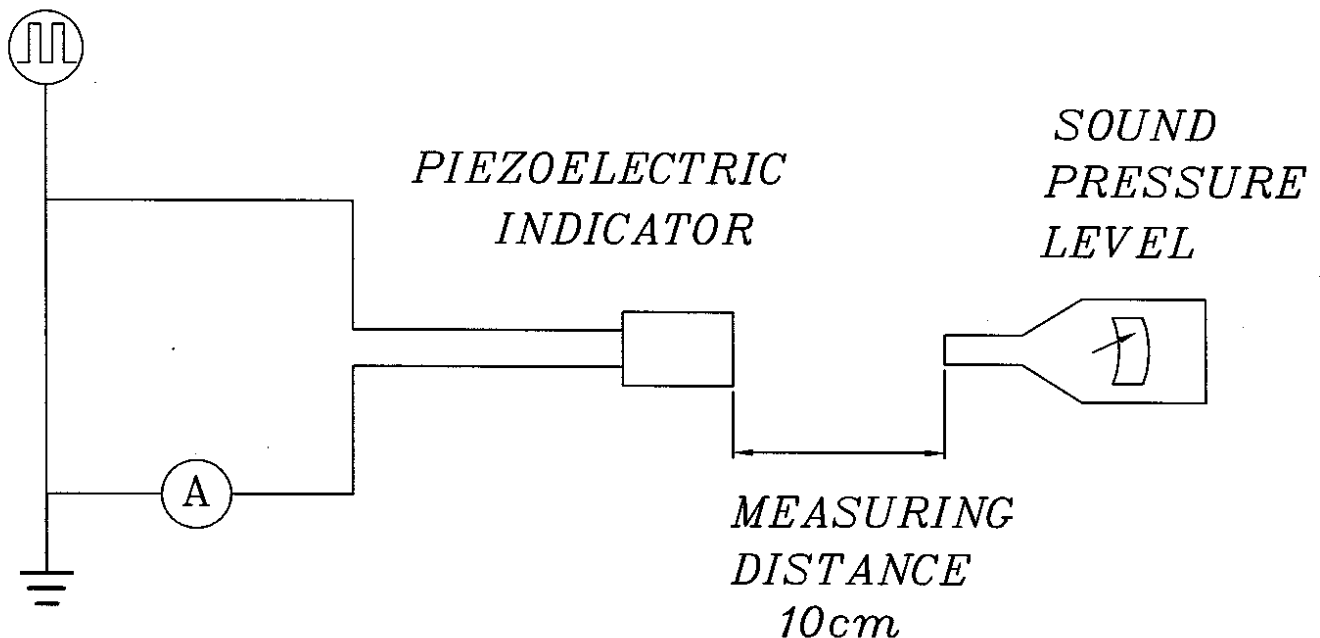 PIEZOELECTRIC
INDICATOR
SOUND
PRESSURE
LEVEL
A
MEASURING
DISTANCE
10cm